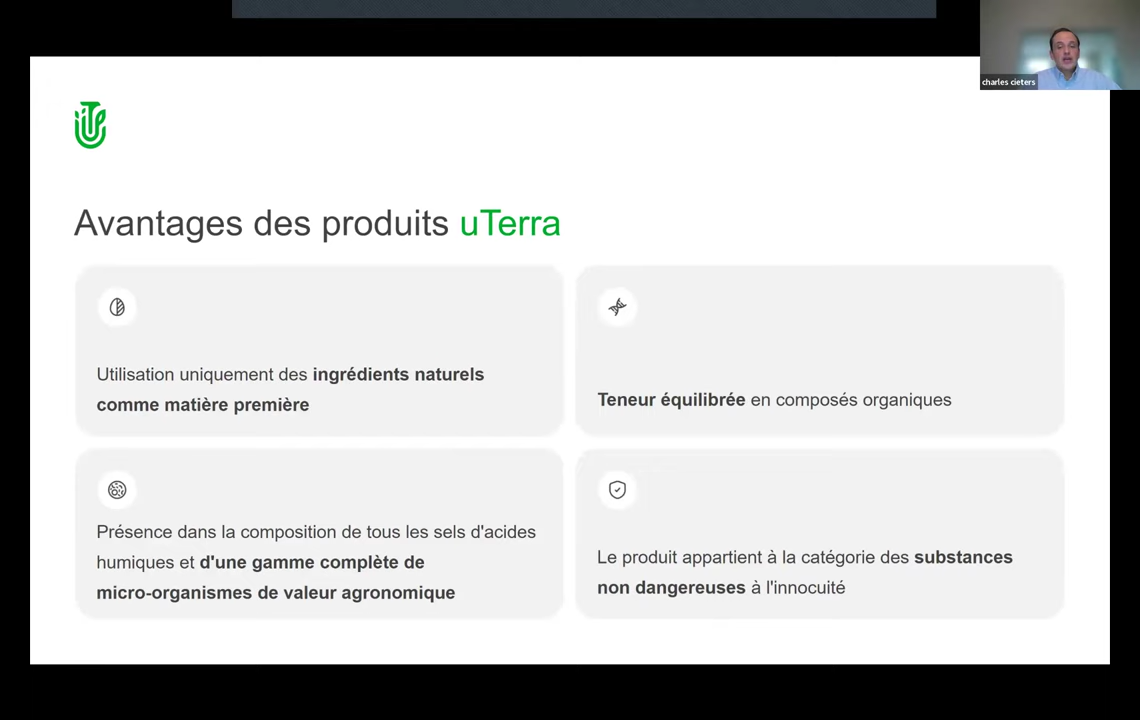 charles cieters
Avantages des produits uTerra
Utilisation uniquement des ingrédients naturels
comme matière première
Teneur équilibrée en composés organiques
Présence dans la composition de tous les sels d'acides
humiques et d'une gamme complète de
micro-organismes de valeur agronomique
Le produit appartient à la catégorie des substances
non dangereuses à l'innocuité